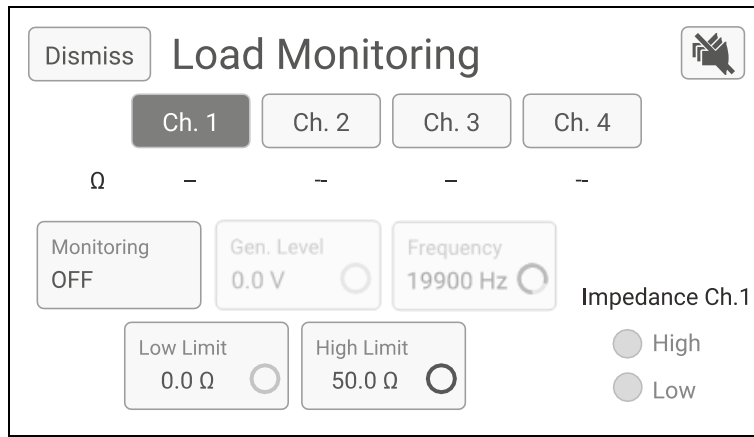 Dismiss Load Monitoring
Ch. 1 Ch. 2 Ch. 3 Ch. 4
Ω – -- – --
Monitoring Gen. Level Frequency
OFF 0.0 V 19900 Hz
Impedance Ch.1
Low Limit High Limit High
0.0 Ω 50.0 Ω Low